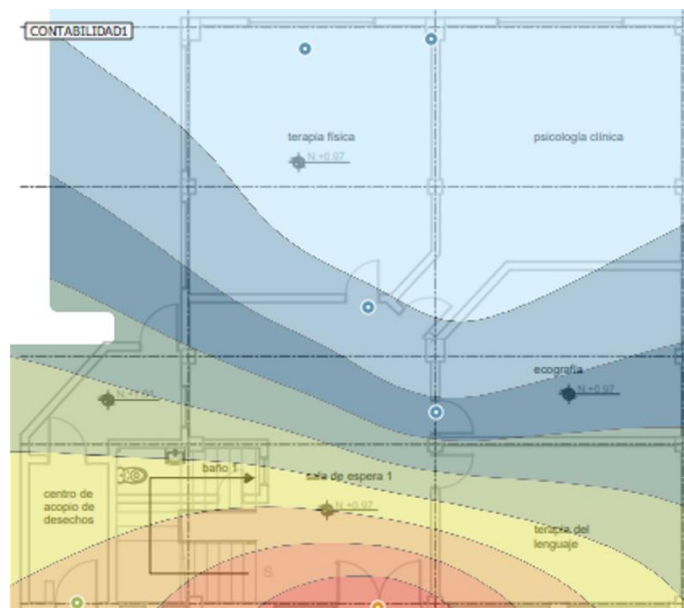 CONTABILIDAD1
terapia física
psicología clínica
N.+0.97
ecografía
N.+0.97
baño 1
sala de espera 1
centro de
acopio de
desechos
N.+0.97
terapia del
lenguaje
S